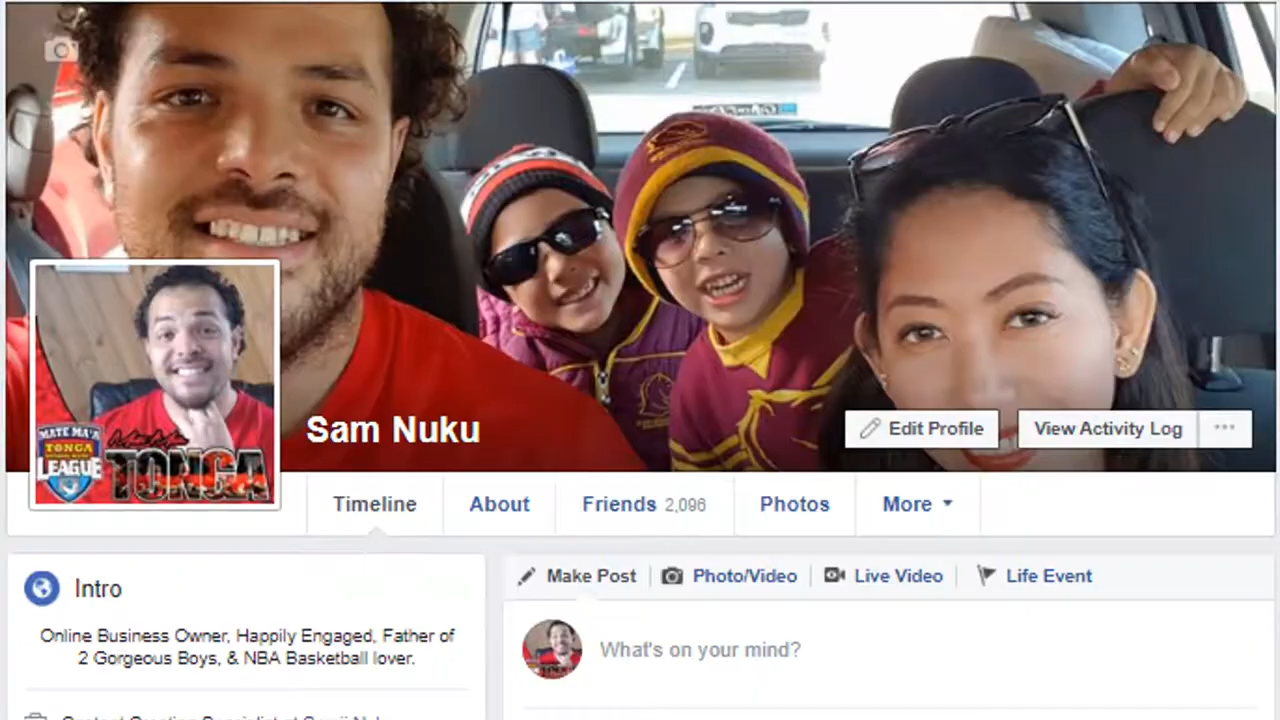 MATE MA'A
TONGA
LEAGUE
TONGA
Sam Nuku
Edit Profile
View Activity Log
Timeline
About
Friends 2,096
Photos
More
Intro
Online Business Owner, Happily Engaged, Father of
2 Gorgeous Boys, & NBA Basketball lover.
Make Post
Photo/Video
Live Video
Life Event
What's on your mind?